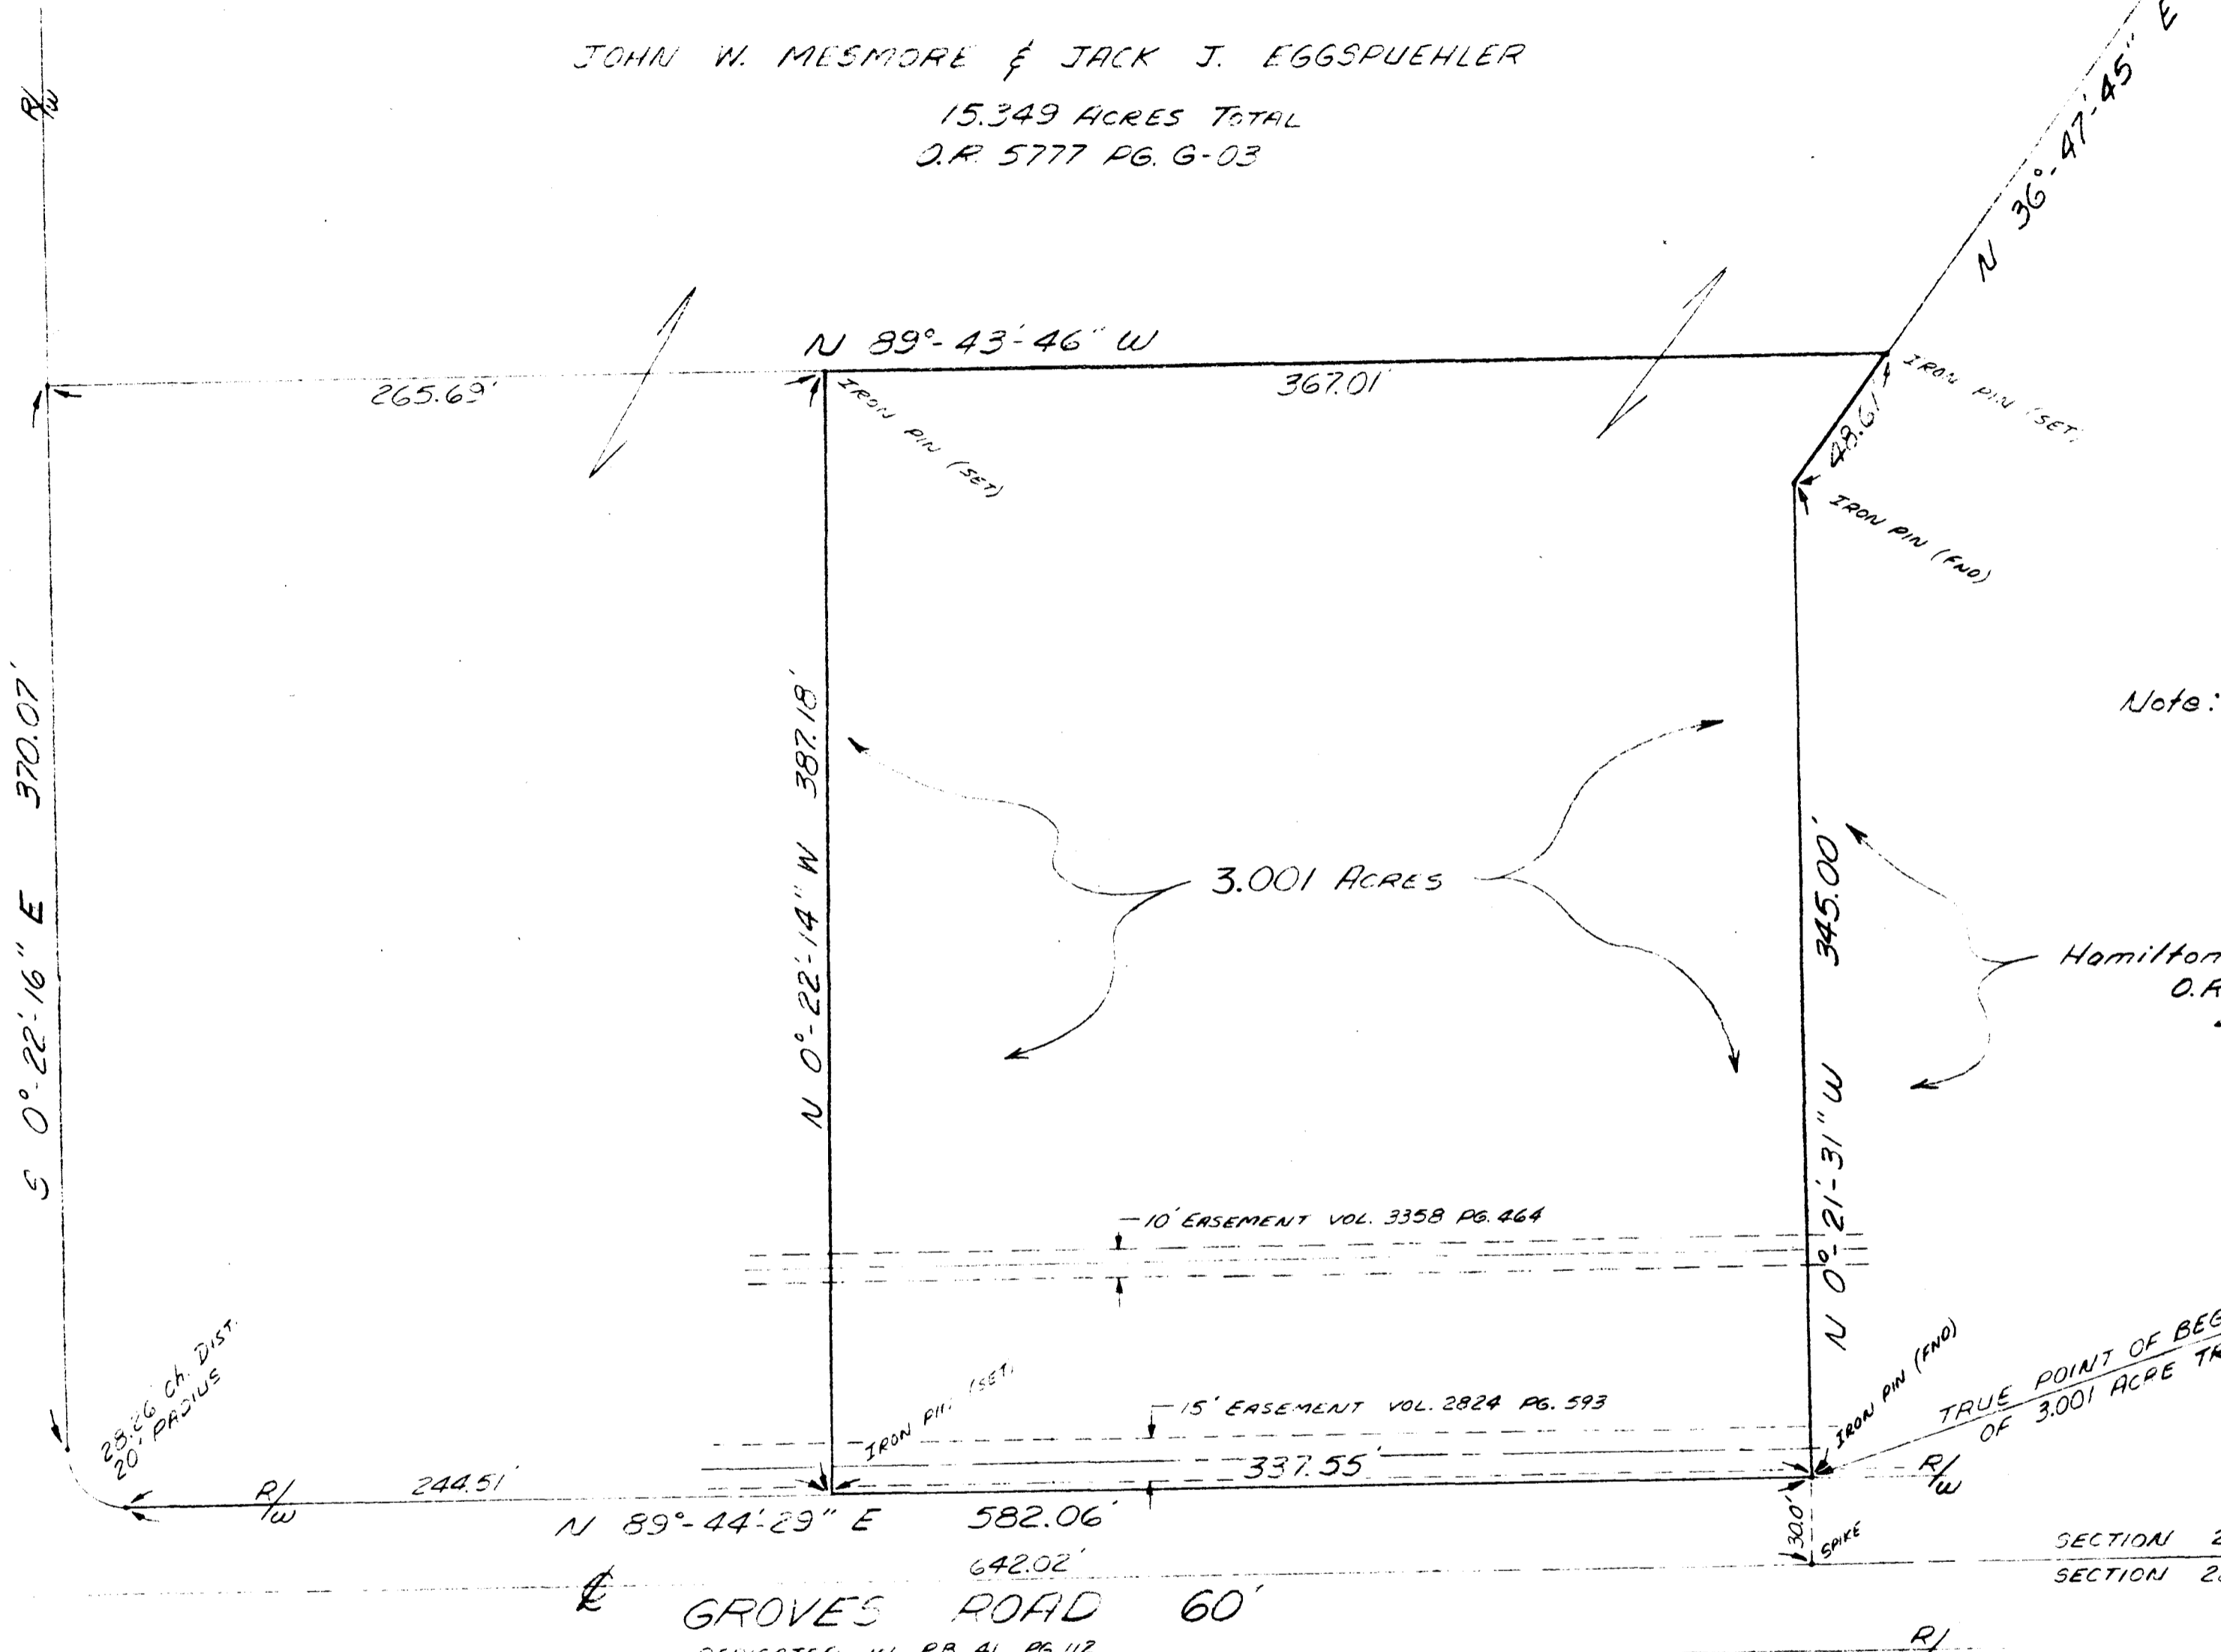 JOHN W. MESMORE & JACK J. EGGSPUEHLER
15.349 ACRES TOTAL
O.R. 5777 PG. G-03
R/W
N 36°-47'-45" E
N 89°-43'-46" W
265.69'
367.01'
IRON PIN (SET)
IRON PIN (SET)
48.61'
IRON PIN (FND)
S 0°-22'-16" E 370.07'
N 0°-22'-14" W 387.18'
Note:
3.001 ACRES
N 0°-21'-31" W 345.00'
Hamilton
O.R
10' EASEMENT VOL. 3358 PG. 464
28.26 Ch. DIST.
20' RADIUS
IRON PIN (SET)
15' EASEMENT VOL. 2824 PG. 593
IRON PIN (FND)
TRUE POINT OF BEG
OF 3.001 ACRE TR
337.55'
R/W
244.51'
R/W
N 89°-44'-29" E 582.06'
30.0'
SPIKE
642.02'
SECTION 2
SECTION 2
℄ GROVES ROAD 60'
P.B. 41 PG. 112
R/